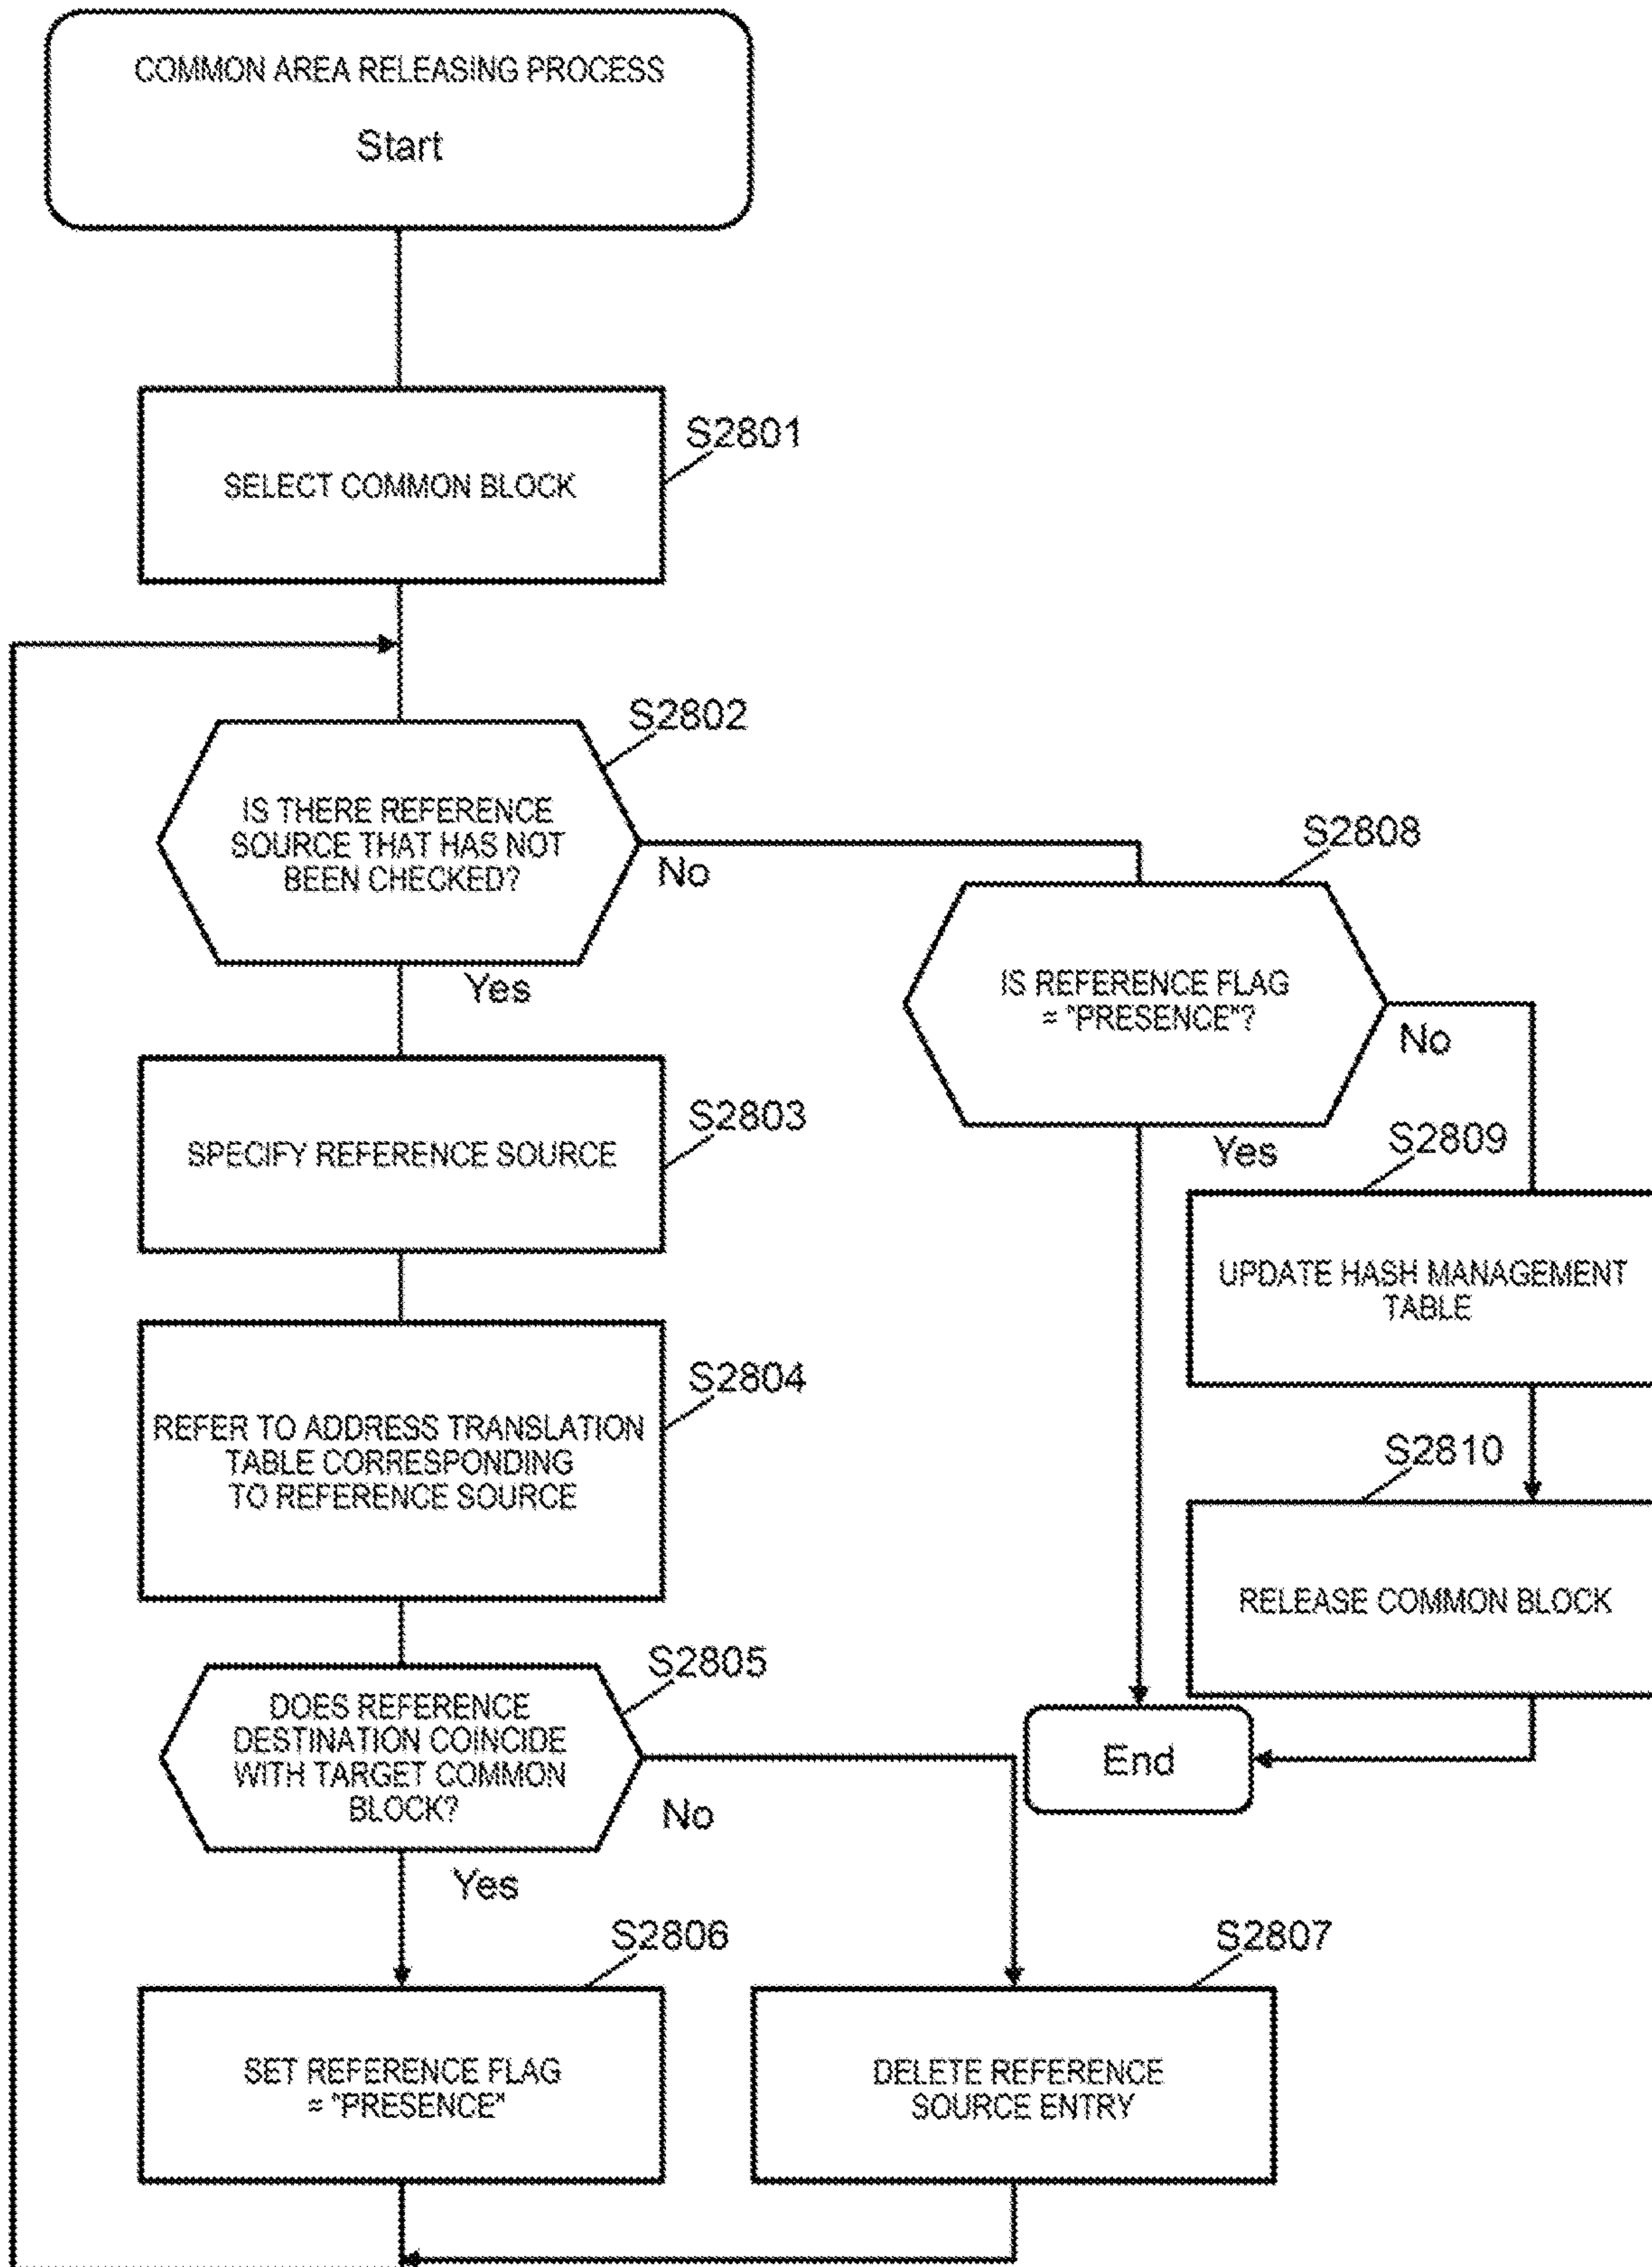 COMMON AREA RELEASING PROCESS
Start
S2801
SELECT COMMON BLOCK
S2802
IS THERE REFERENCE
SOURCE THAT HAS NOT
BEEN CHECKED?
No
Yes
S2803
SPECIFY REFERENCE SOURCE
S2804
REFER TO ADDRESS TRANSLATION
TABLE CORRESPONDING
TO REFERENCE SOURCE
S2805
DOES REFERENCE
DESTINATION COINCIDE
WITH TARGET COMMON
BLOCK?
No
Yes
S2806
SET REFERENCE FLAG
= "PRESENCE"
S2807
DELETE REFERENCE
SOURCE ENTRY
S2808
IS REFERENCE FLAG
= "PRESENCE"?
No
Yes
S2809
UPDATE HASH MANAGEMENT
TABLE
S2810
RELEASE COMMON BLOCK
End